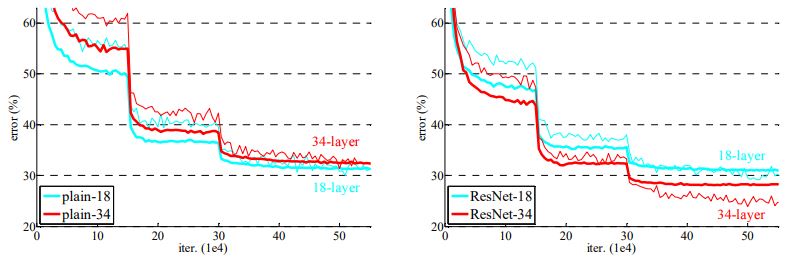 60
50
40
30
20
error (%)
0
10
20
30
40
50
iter. (1e4)
34-layer
18-layer
plain-18
plain-34
60
50
40
30
20
error (%)
0
10
20
30
40
50
iter. (1e4)
18-layer
34-layer
ResNet-18
ResNet-34